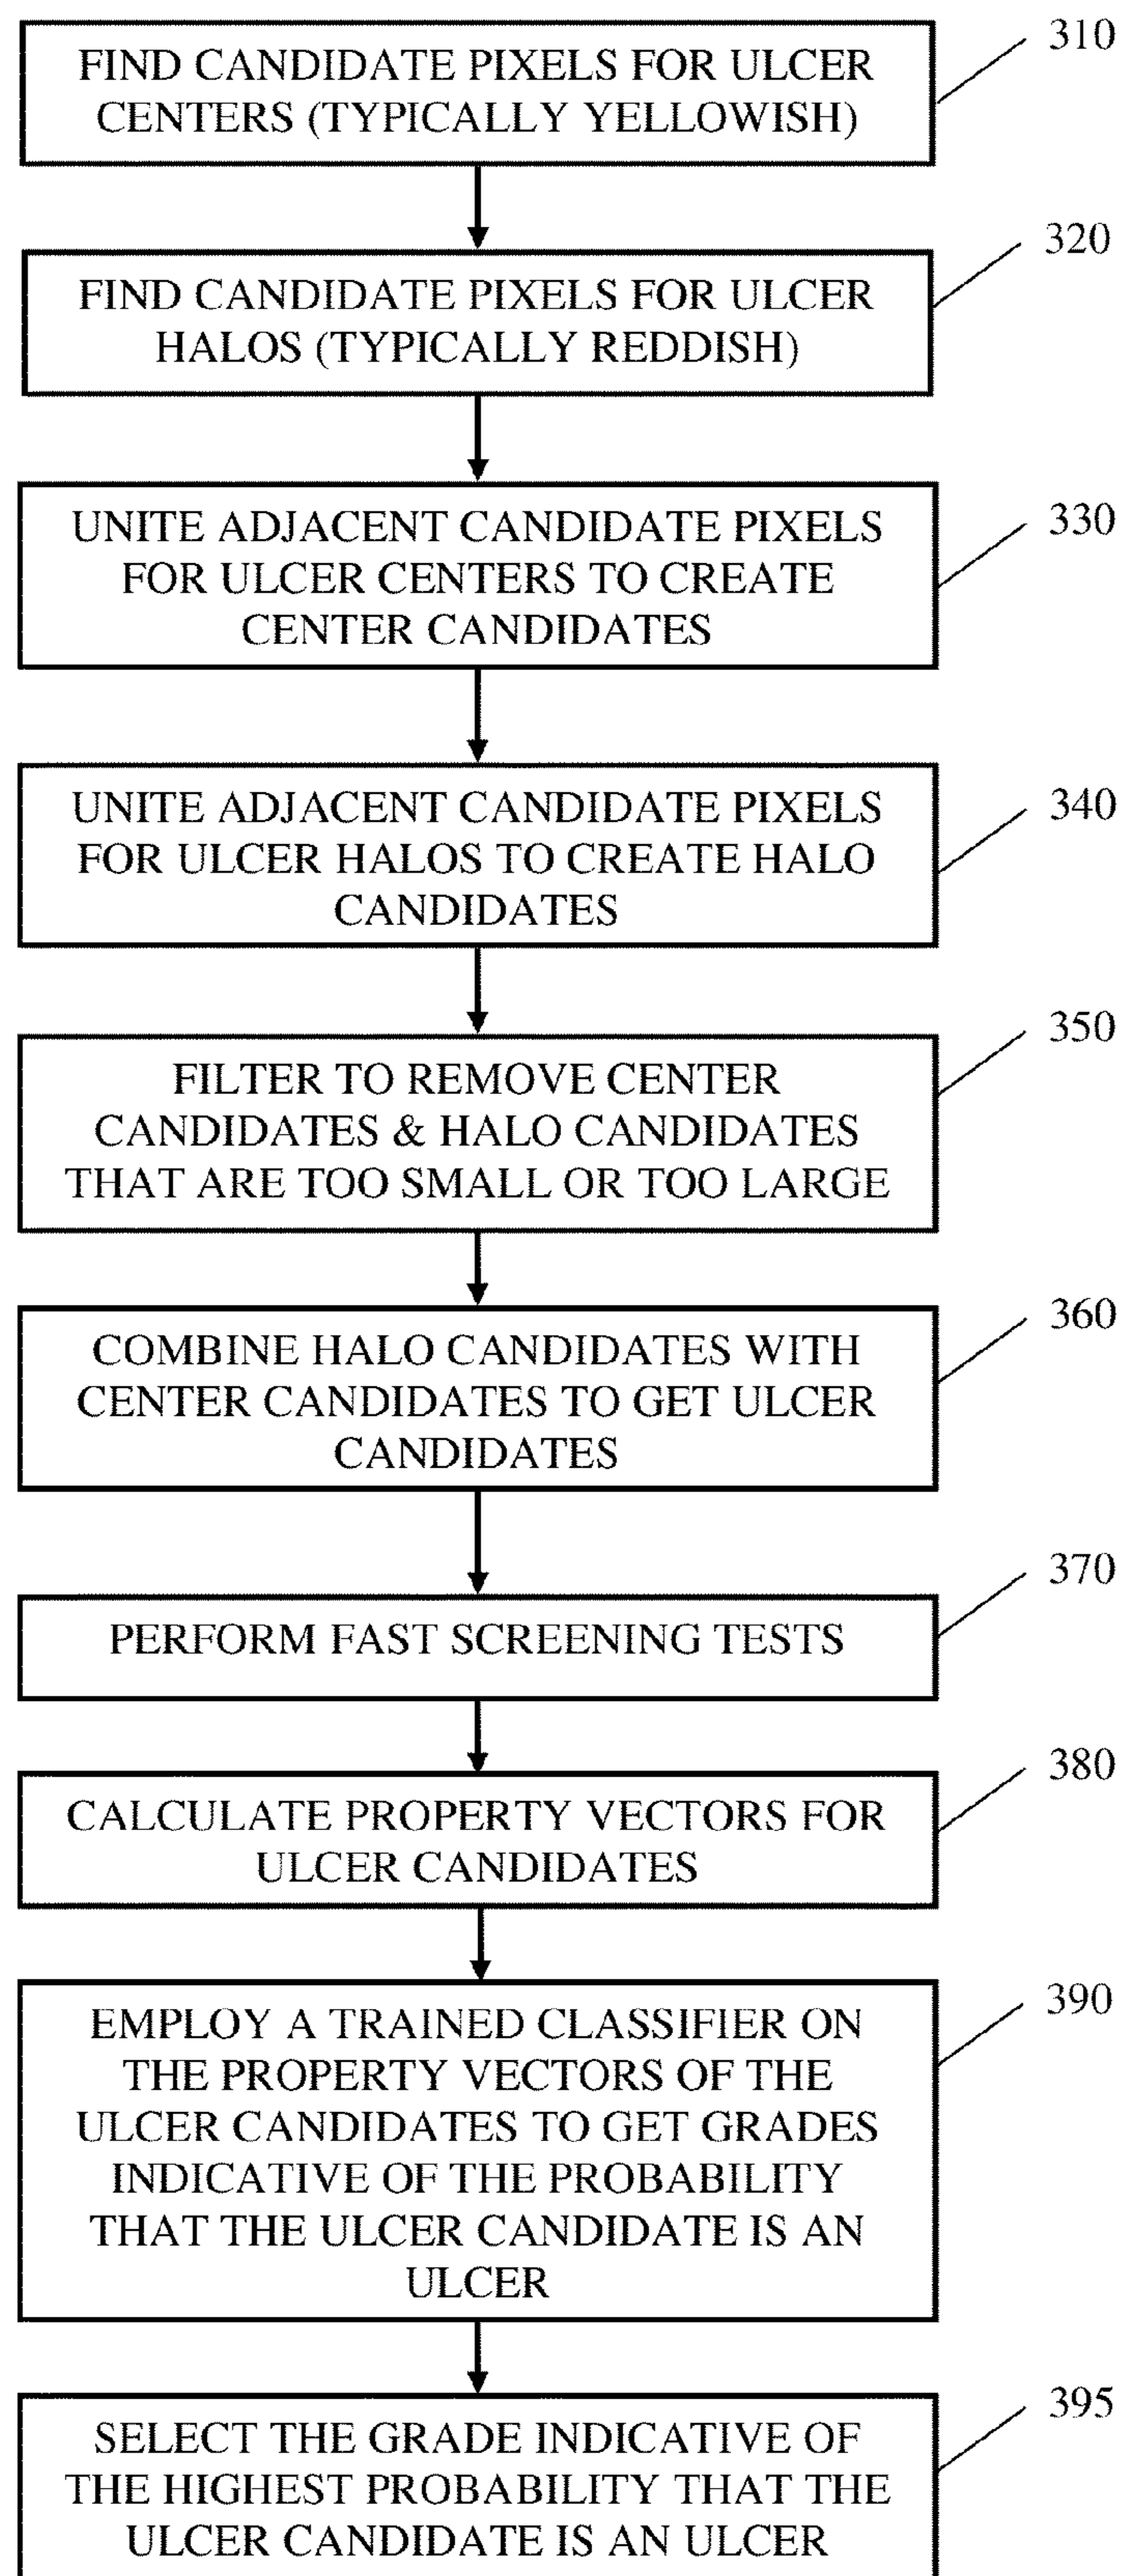 310
FIND CANDIDATE PIXELS FOR ULCER
CENTERS (TYPICALLY YELLOWISH)
320
FIND CANDIDATE PIXELS FOR ULCER
HALOS (TYPICALLY REDDISH)
330
UNITE ADJACENT CANDIDATE PIXELS
FOR ULCER CENTERS TO CREATE
CENTER CANDIDATES
340
UNITE ADJACENT CANDIDATE PIXELS
FOR ULCER HALOS TO CREATE HALO
CANDIDATES
350
FILTER TO REMOVE CENTER
CANDIDATES & HALO CANDIDATES
THAT ARE TOO SMALL OR TOO LARGE
360
COMBINE HALO CANDIDATES WITH
CENTER CANDIDATES TO GET ULCER
CANDIDATES
370
PERFORM FAST SCREENING TESTS
380
CALCULATE PROPERTY VECTORS FOR
ULCER CANDIDATES
390
EMPLOY A TRAINED CLASSIFIER ON
THE PROPERTY VECTORS OF THE
ULCER CANDIDATES TO GET GRADES
INDICATIVE OF THE PROBABILITY
THAT THE ULCER CANDIDATE IS AN
ULCER
395
SELECT THE GRADE INDICATIVE OF
THE HIGHEST PROBABILITY THAT THE
ULCER CANDIDATE IS AN ULCER